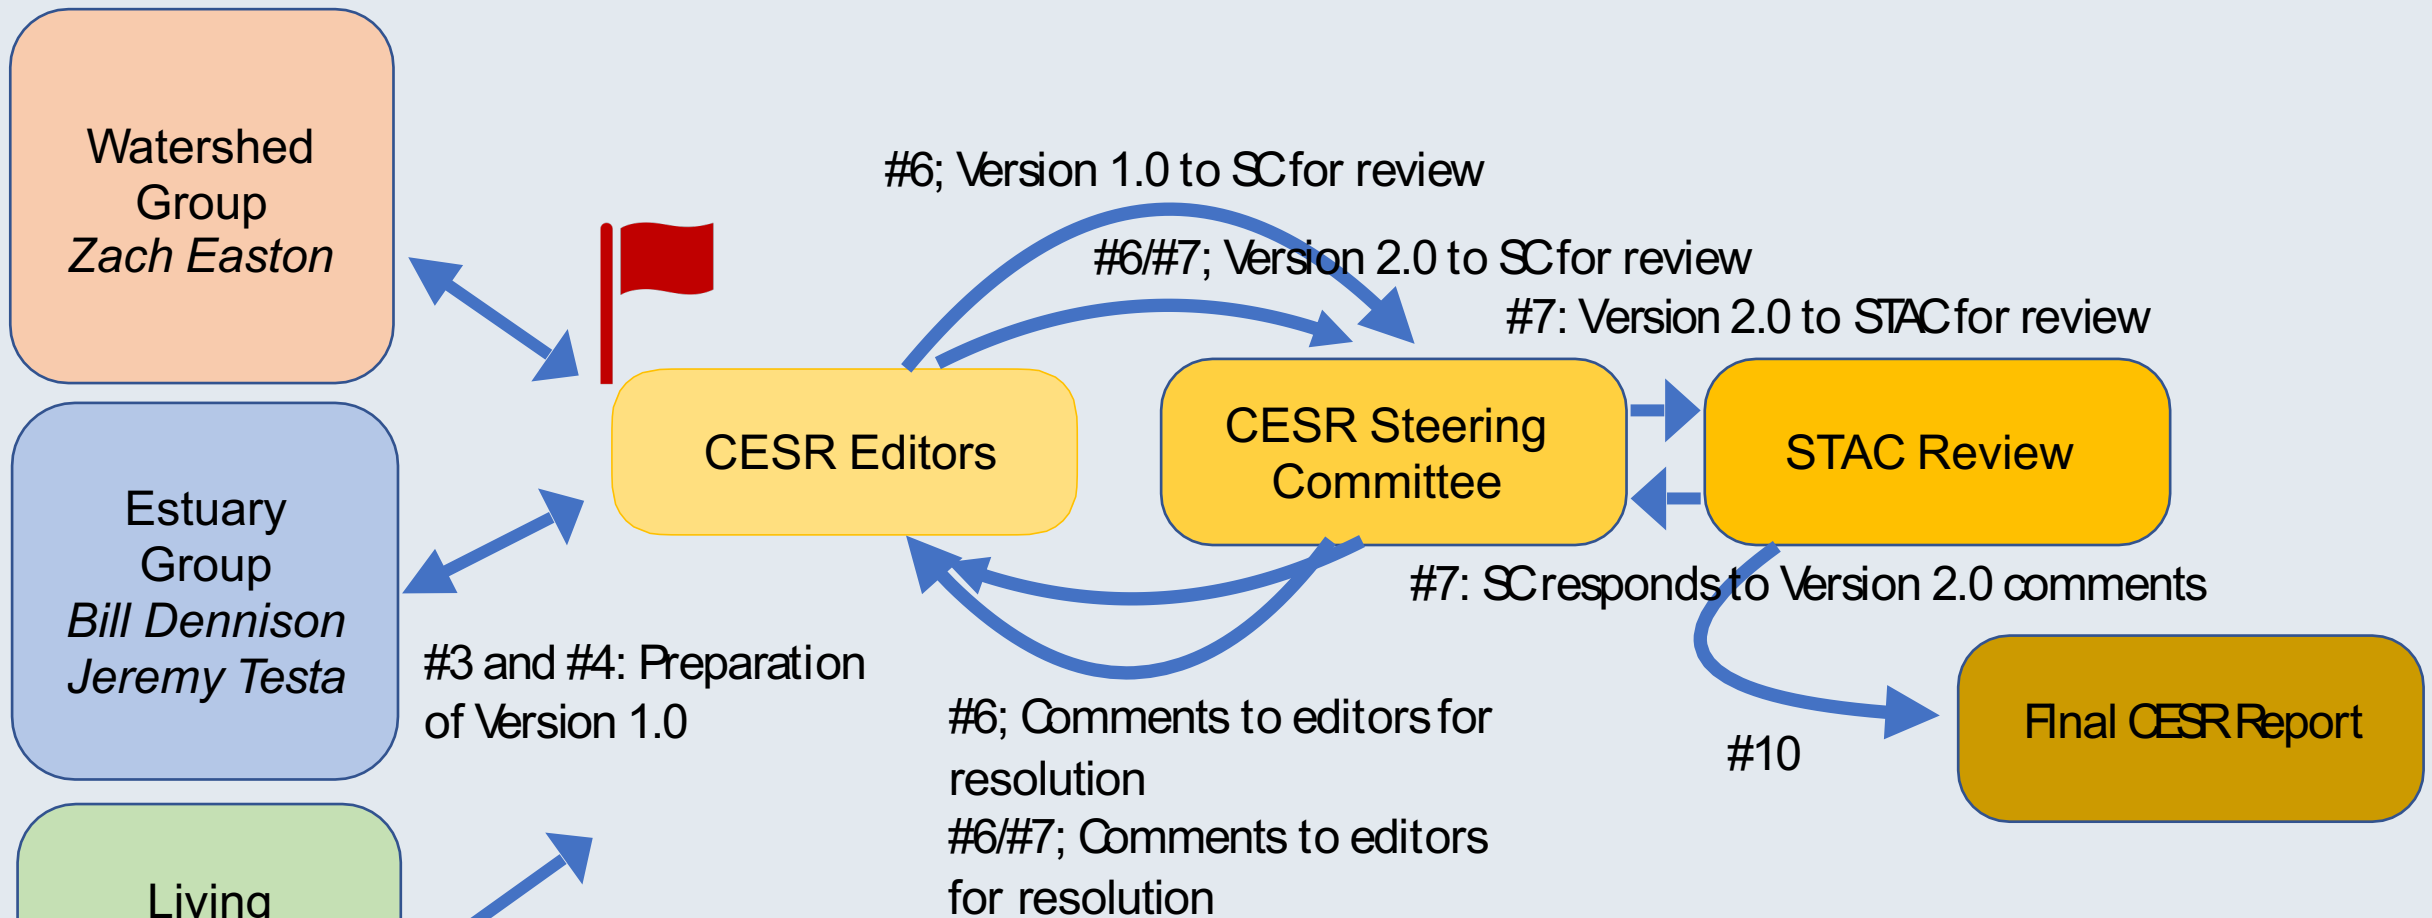 Watershed
Group
Zach Easton
Estuary
Group
Bill Dennison
Jeremy Testa
Living
#3 and #4: Preparation
of Version 1.0
CESR Editors
#6; Version 1.0 to SC for review
#6/#7; Version 2.0 to SC for review
#7: Version 2.0 to STAC for review
CESR Steering
Committee
STAC Review
#7: SC responds to Version 2.0 comments
#6; Comments to editors for
resolution
#6/#7; Comments to editors
for resolution
#10
FInal CESR Report